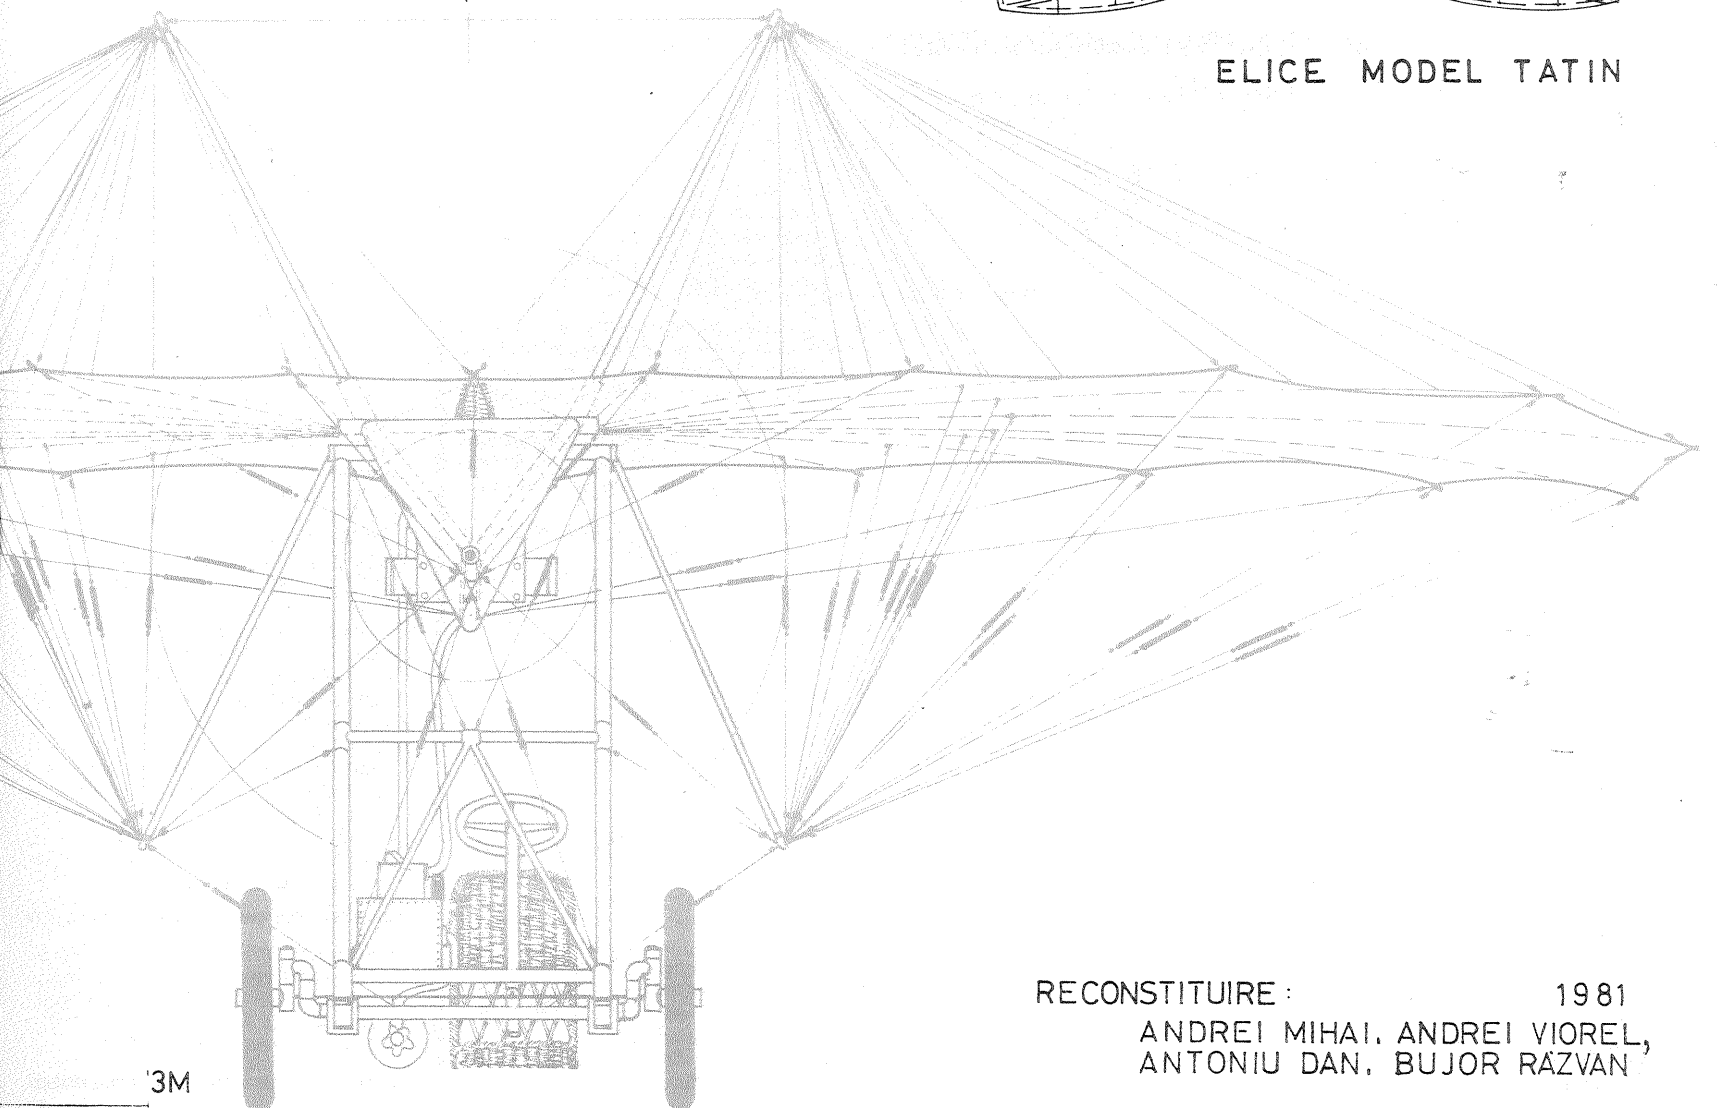 ELICE MODEL TATIN
RECONSTITUIRE: 1981
ANDREI MIHAI, ANDREI VIOREL,
ANTONIU DAN, BUJOR RĂZVAN
3M